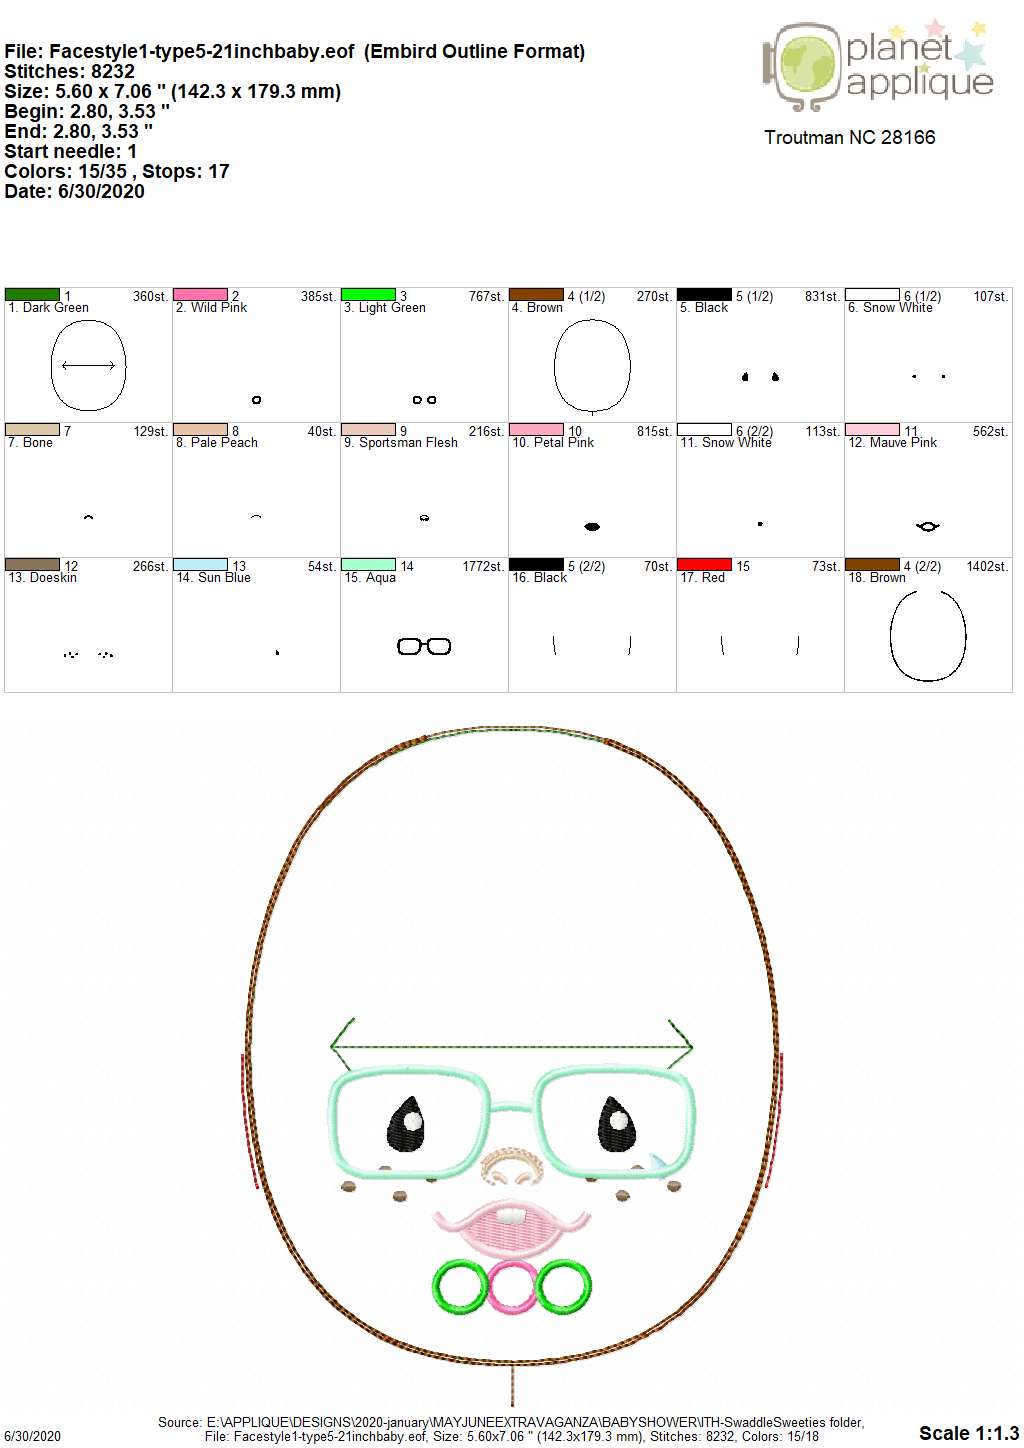 File: Facestyle1-type5-21inchbaby.eof  (Embird Outline Format)
Stitches: 8232
Size: 5.60 x 7.06 " (142.3 x 179.3 mm)
Begin: 2.80, 3.53 "
End: 2.80, 3.53 "
Start needle: 1
Colors: 15/35 , Stops: 17
Date: 6/30/2020
planet
applique
Troutman NC 28166
1 360st.
1. Dark Green
2 385st.
2. Wild Pink
3 767st.
3. Light Green
4 (1/2) 270st.
4. Brown
5 (1/2) 831st.
5. Black
6 (1/2) 107st.
6. Snow White
7 129st.
7. Bone
8 40st.
8. Pale Peach
9 216st.
9. Sportsman Flesh
10 815st.
10. Petal Pink
6 (2/2) 113st.
11. Snow White
11 562st.
12. Mauve Pink
12 266st.
13. Doeskin
13 54st.
14. Sun Blue
14 1772st.
15. Aqua
5 (2/2) 70st.
16. Black
15 73st.
17. Red
4 (2/2) 1402st.
18. Brown
Source: E:\APPLIQUE\DESIGNS\2020-january\MAYJUNEEXTRAVAGANZA\BABYSHOWER\ITH-SwaddleSweeties folder,
6/30/2020 File: Facestyle1-type5-21inchbaby.eof, Size: 5.60x7.06 " (142.3x179.3 mm), Stitches: 8232, Colors: 15/18 Scale 1:1.3